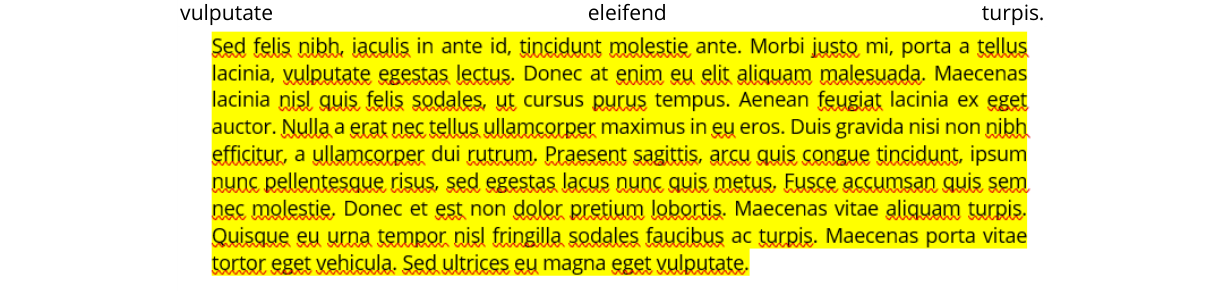 vulputate eleifend turpis.
Sed felis nibh, iaculis in ante id, tincidunt molestie ante. Morbi justo mi, porta a tellus
lacinia, vulputate egestas lectus. Donec at enim eu elit aliquam malesuada. Maecenas
lacinia nisl quis felis sodales, ut cursus purus tempus. Aenean feugiat lacinia ex eget
auctor. Nulla a erat nec tellus ullamcorper maximus in eu eros. Duis gravida nisi non nibh
efficitur, a ullamcorper dui rutrum. Praesent sagittis, arcu quis congue tincidunt, ipsum
nunc pellentesque risus, sed egestas lacus nunc quis metus. Fusce accumsan quis sem
nec molestie. Donec et est non dolor pretium lobortis. Maecenas vitae aliquam turpis.
Quisque eu urna tempor nisl fringilla sodales faucibus ac turpis. Maecenas porta vitae
tortor eget vehicula. Sed ultrices eu magna eget vulputate.